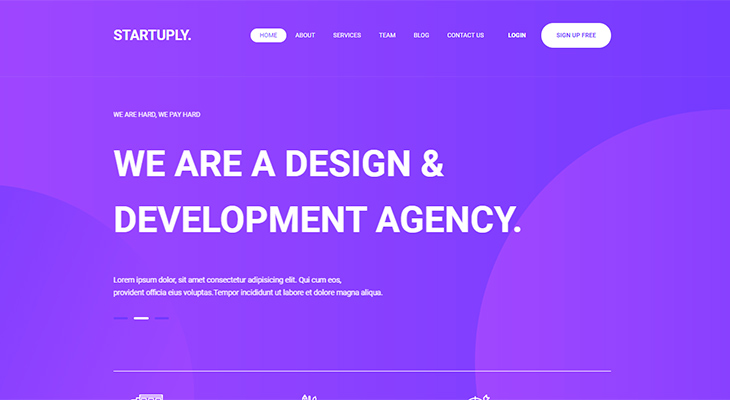 STARTUPLY.
HOME ABOUT SERVICES TEAM BLOG CONTACT US LOGIN SIGN UP FREE
WE ARE HARD, WE PAY HARD
WE ARE A DESIGN &
DEVELOPMENT AGENCY.
Lorem ipsum dolor, sit amet consectetur adipisicing elit. Qui cum eos,
provident officia eius voluptas.Tempor incididunt ut labore et dolore magna aliqua.